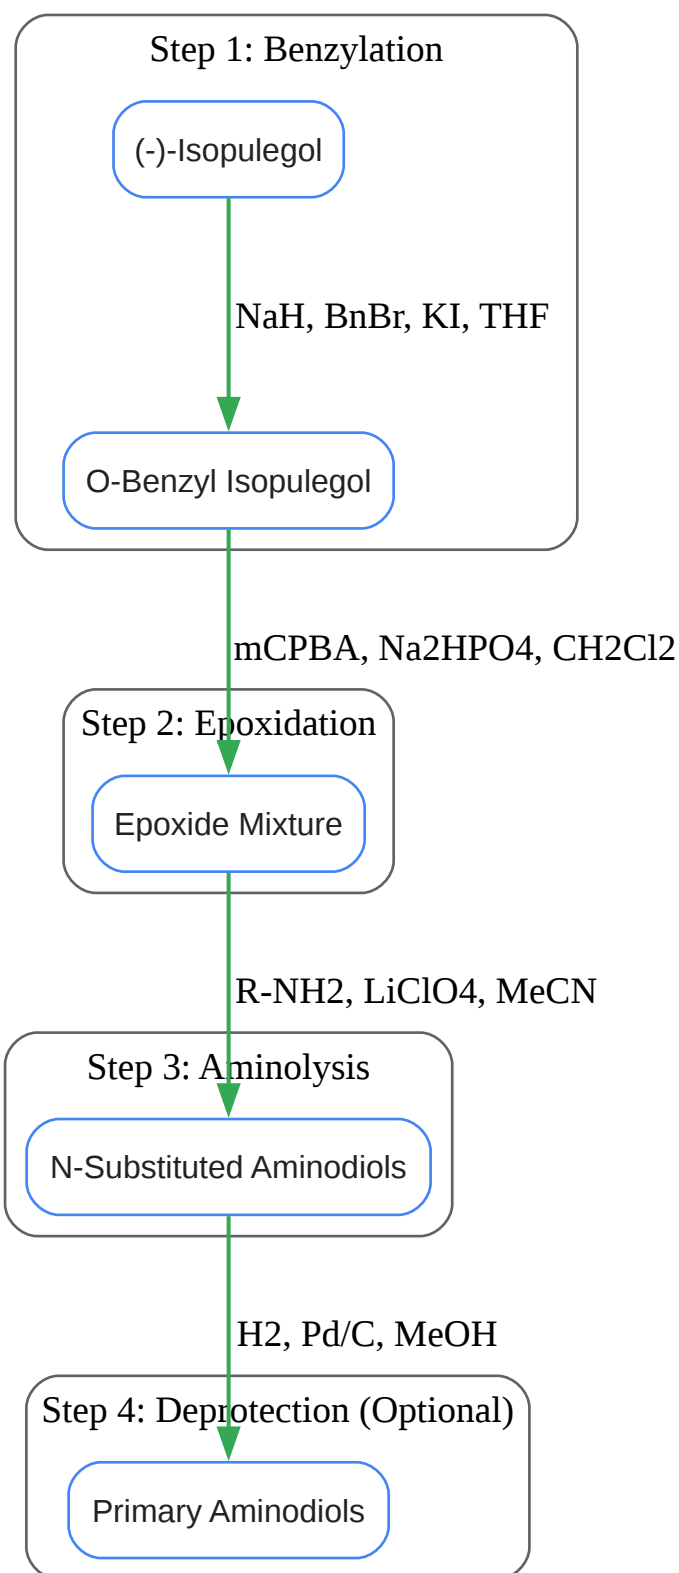 Step 1: Benzylation
(-)-Isopulegol
NaH, BnBr, KI, THF
O-Benzyl Isopulegol
mCPBA, Na2HPO4, CH2Cl2
Step 2: Epoxidation
Epoxide Mixture
R-NH2, LiClO4, MeCN
Step 3: Aminolysis
N-Substituted Aminodiols
H2, Pd/C, MeOH
Step 4: Deprotection (Optional)
Primary Aminodiols